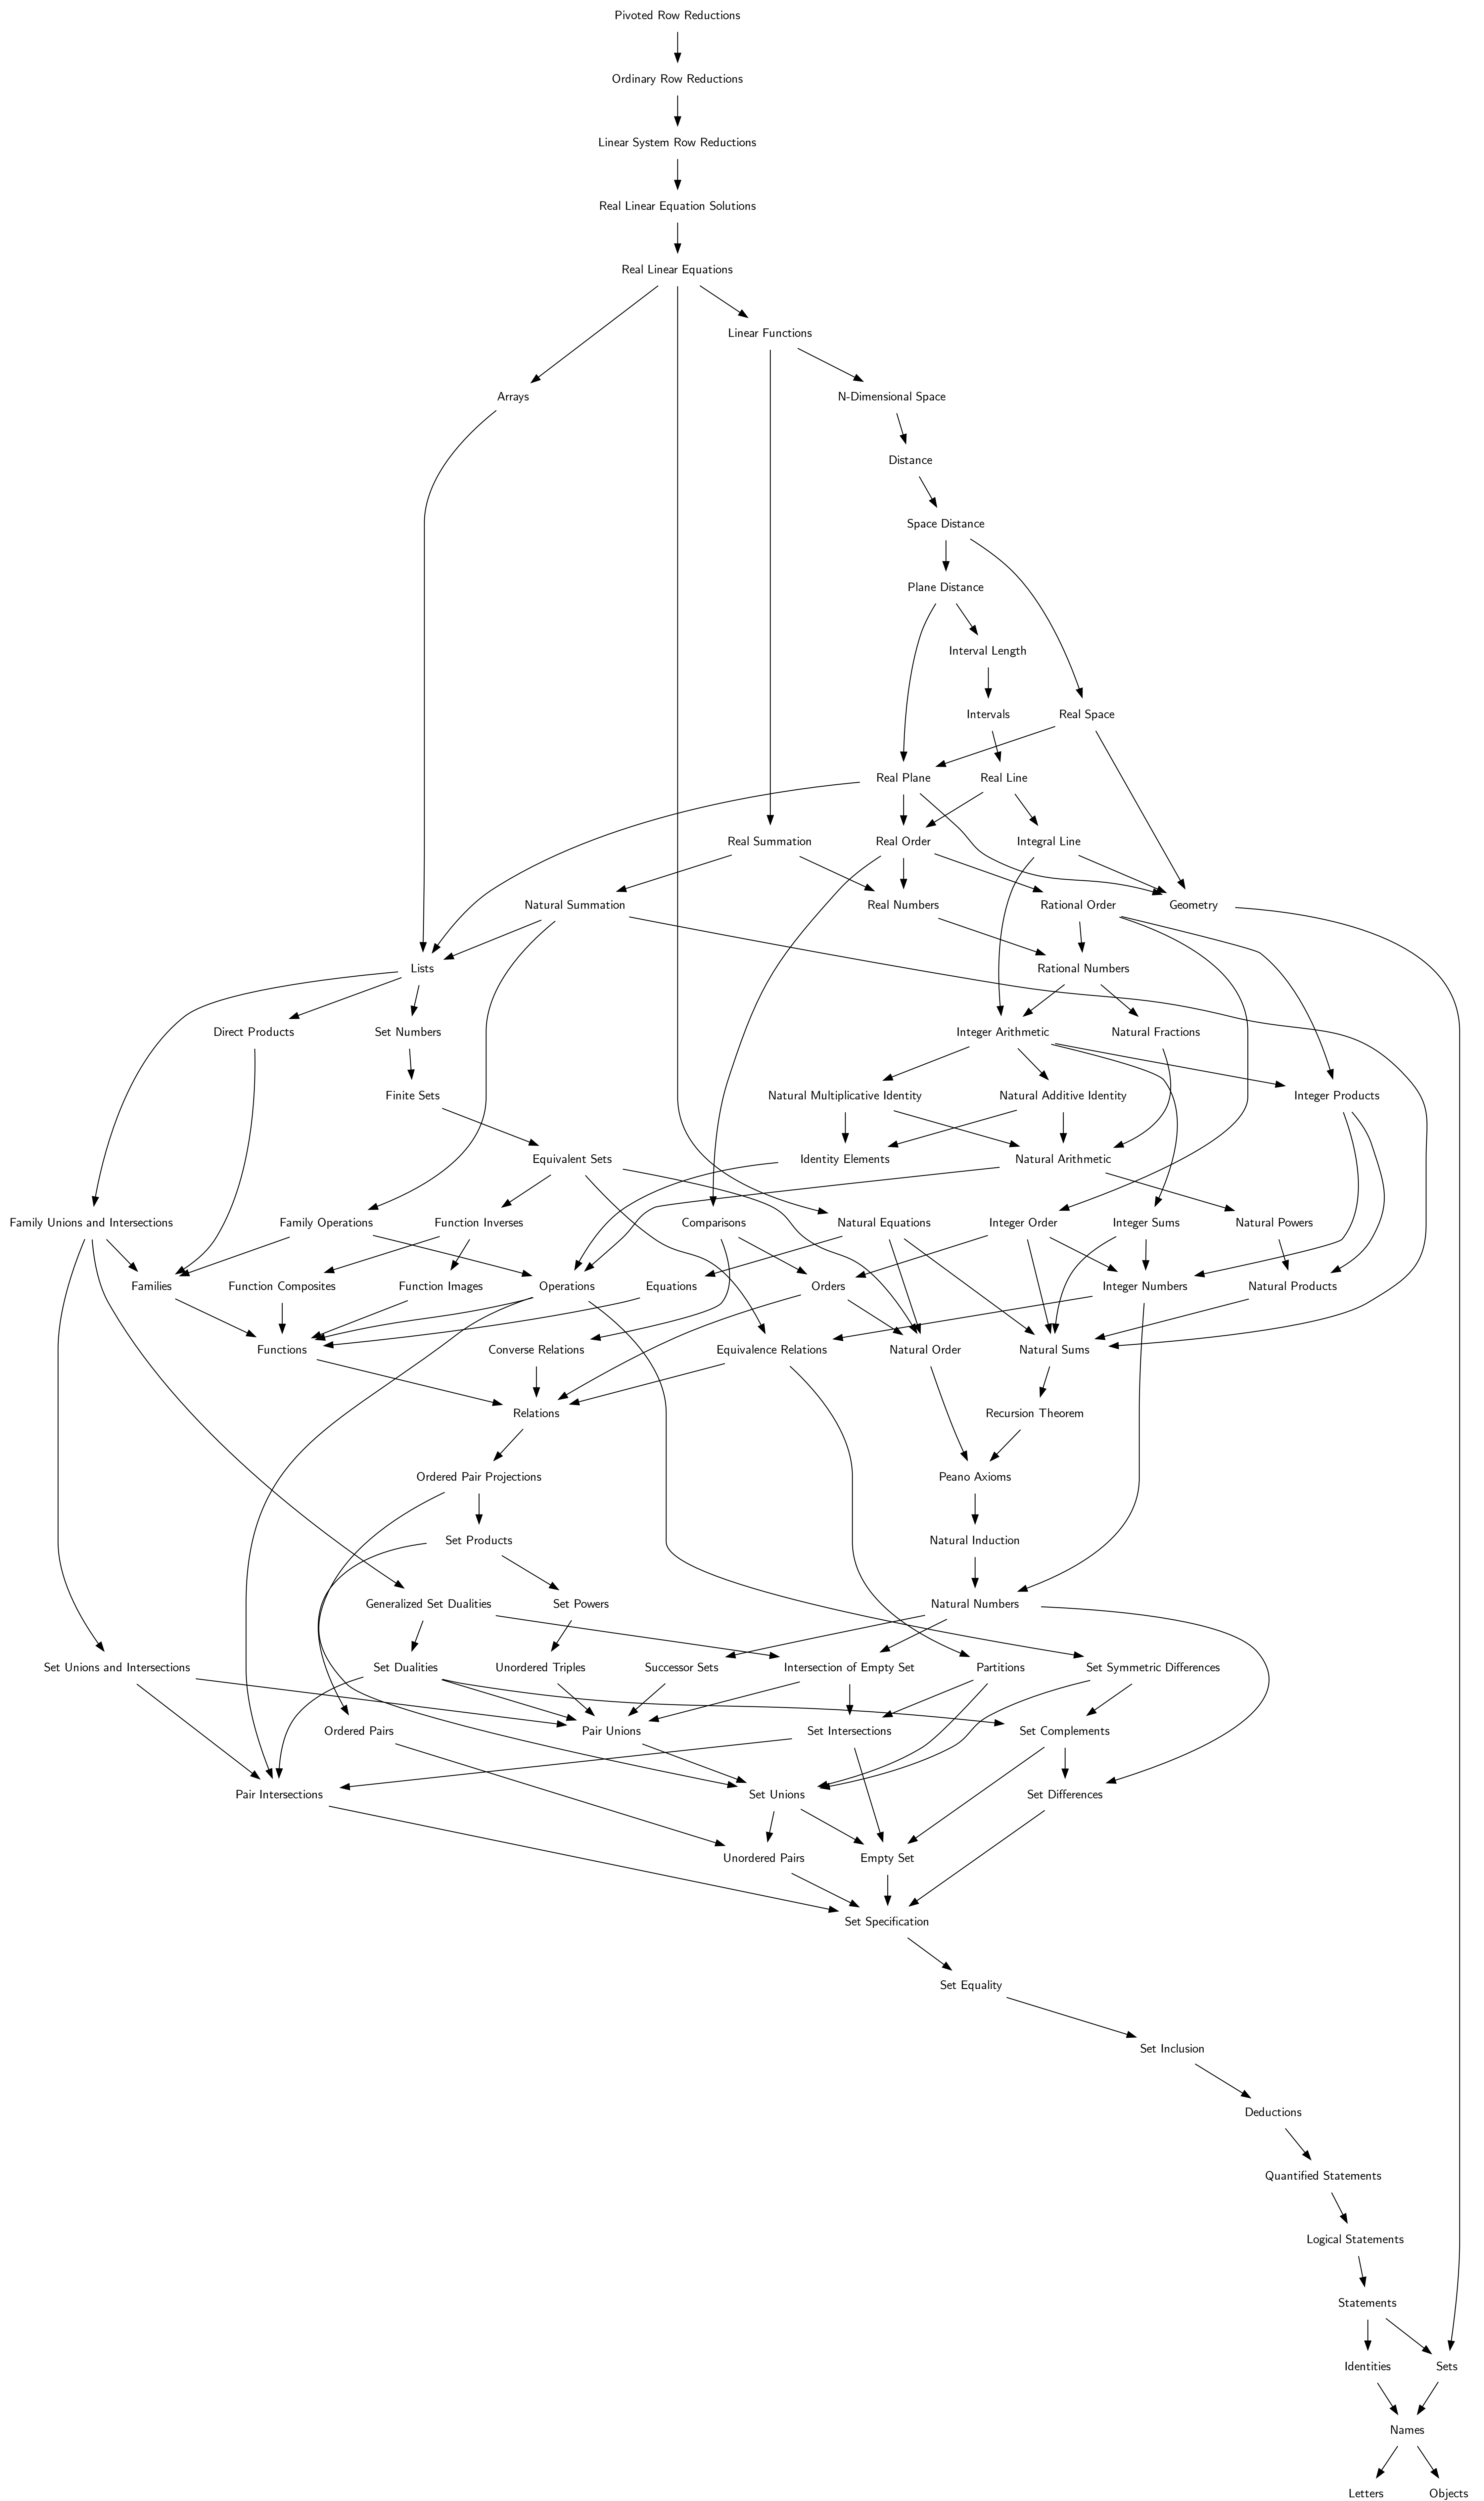 Pivoted Row Reductions
Ordinary Row Reductions
Linear System Row Reductions
Real Linear Equation Solutions
Real Linear Equations
Linear Functions
Arrays
N-Dimensional Space
Distance
Space Distance
Plane Distance
Interval Length
Intervals
Real Space
Real Plane
Real Line
Real Summation
Real Order
Integral Line
Natural Summation
Real Numbers
Rational Order
Geometry
Lists
Rational Numbers
Direct Products
Set Numbers
Integer Arithmetic
Natural Fractions
Finite Sets
Natural Multiplicative Identity
Natural Additive Identity
Integer Products
Equivalent Sets
Identity Elements
Natural Arithmetic
Family Unions and Intersections
Family Operations
Function Inverses
Comparisons
Natural Equations
Integer Order
Integer Sums
Natural Powers
Families
Function Composites
Function Images
Operations
Equations
Orders
Integer Numbers
Natural Products
Functions
Converse Relations
Equivalence Relations
Natural Order
Natural Sums
Relations
Recursion Theorem
Ordered Pair Projections
Peano Axioms
Set Products
Natural Induction
Generalized Set Dualities
Set Powers
Natural Numbers
Set Unions and Intersections
Set Dualities
Unordered Triples
Successor Sets
Intersection of Empty Set
Partitions
Set Symmetric Differences
Ordered Pairs
Pair Unions
Set Intersections
Set Complements
Pair Intersections
Set Unions
Set Differences
Unordered Pairs
Empty Set
Set Specification
Set Equality
Set Inclusion
Deductions
Quantified Statements
Logical Statements
Statements
Identities
Sets
Names
Letters
Objects